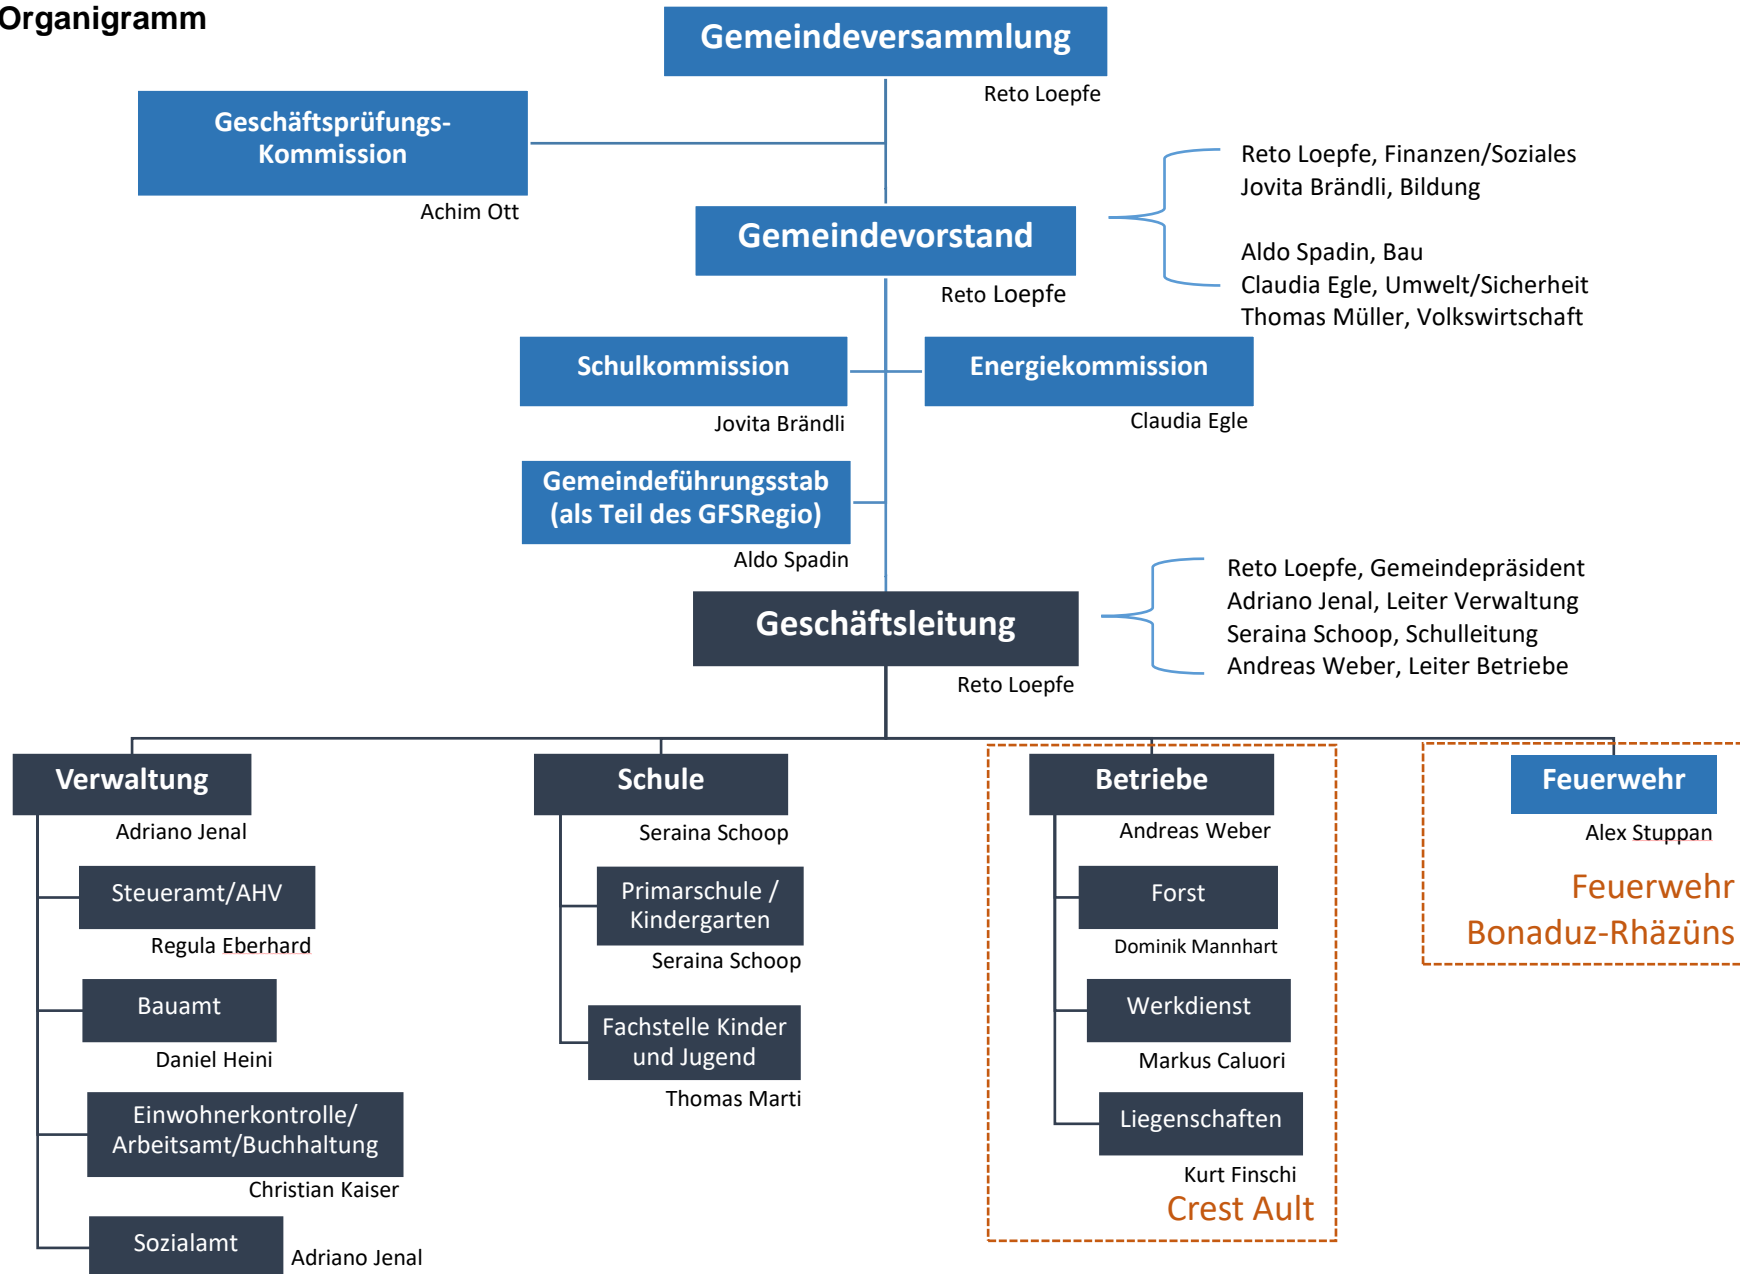 Organigramm
Gemeindeversammlung
Reto Loepfe
Geschäftsprüfungs-
Kommission
Achim Ott
Gemeindevorstand
Reto Loepfe
Reto Loepfe, Finanzen/Soziales
Jovita Brändli, Bildung
Aldo Spadin, Bau
Claudia Egle, Umwelt/Sicherheit
Thomas Müller, Volkswirtschaft
Schulkommission
Jovita Brändli
Energiekommission
Claudia Egle
Gemeindeführungsstab
(als Teil des GFSRegio)
Aldo Spadin
Geschäftsleitung
Reto Loepfe
Reto Loepfe, Gemeindepräsident
Adriano Jenal, Leiter Verwaltung
Seraina Schoop, Schulleitung
Andreas Weber, Leiter Betriebe
Verwaltung
Adriano Jenal
Steueramt/AHV
Regula Eberhard
Bauamt
Daniel Heini
Einwohnerkontrolle/
Arbeitsamt/Buchhaltung
Christian Kaiser
Sozialamt
Adriano Jenal
Schule
Seraina Schoop
Primarschule /
Kindergarten
Seraina Schoop
Fachstelle Kinder
und Jugend
Thomas Marti
Betriebe
Andreas Weber
Forst
Dominik Mannhart
Werkdienst
Markus Caluori
Liegenschaften
Kurt Finschi
Crest Ault
Feuerwehr
Alex Stuppan
Feuerwehr
Bonaduz-Rhäzüns